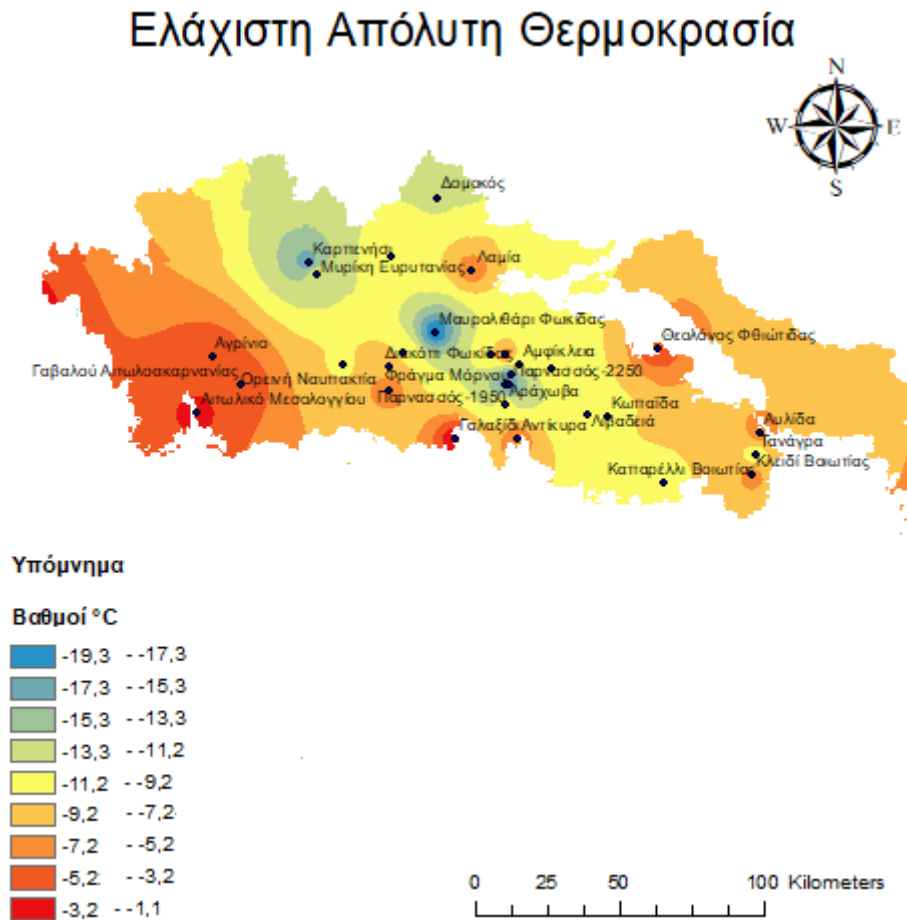 Ελάχιστη Απόλυτη Θερμοκρασία
N
W E
S
Δομοκός
Καρπενήσι
Μυρίκη Ευρυτανίας
Λαμία
Μαυρολιθάρι Φωκίδας
Θεολόγος Φθιώτιδας
Αγρίνιο
Διακόπι Φωκίδας
Αμφίκλεια
Γαβαλού Αιτωλοακαρνανίας
Ορεινή Ναυπακτία
Φράγμα Μόρνου
Παρνασσός-2250
Αιτωλικό Μεσολογγίου
Παρνασσός-1950
Αράχωβα
Κωπαϊδα
Λιβαδειά
Γαλαξίδι
Αντίκυρα
Αυλίδα
Τανάγρα
Καπαρέλλι Βοιωτίας
Κλειδί Βοιωτίας
Υπόμνημα
Βαθμοί °C
-19,3 - -17,3
-17,3 - -15,3
-15,3 - -13,3
-13,3 - -11,2
-11,2 - -9,2
-9,2 - -7,2
-7,2 - -5,2
-5,2 - -3,2
-3,2 - -1,1
0 25 50 100 Kilometers